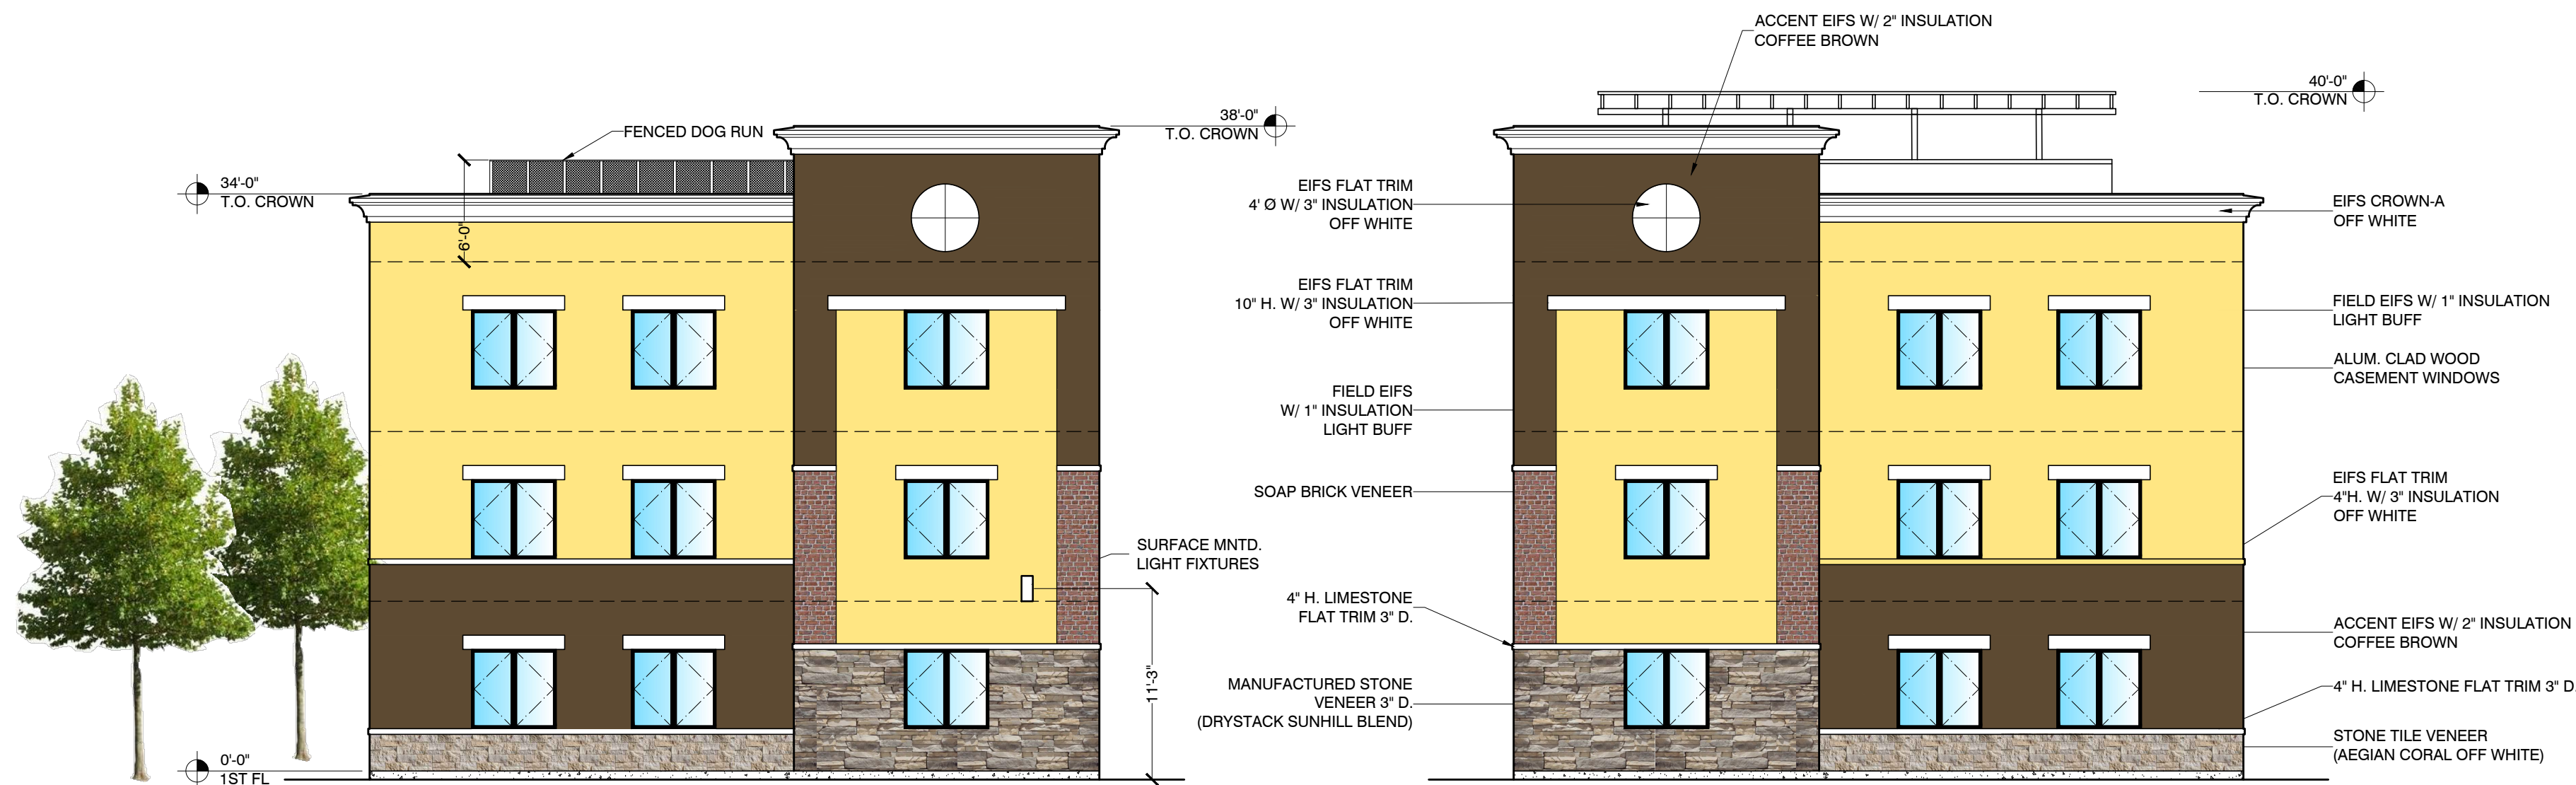 ACCENT EIFS W/ 2" INSULATION
COFFEE BROWN
40'-0"
T.O. CROWN
38'-0"
T.O. CROWN
FENCED DOG RUN
34'-0"
T.O. CROWN
6'-0"
EIFS FLAT TRIM
4' Ø W/ 3" INSULATION
OFF WHITE
EIFS CROWN-A
OFF WHITE
EIFS FLAT TRIM
10" H. W/ 3" INSULATION
OFF WHITE
FIELD EIFS W/ 1" INSULATION
LIGHT BUFF
ALUM. CLAD WOOD
CASEMENT WINDOWS
FIELD EIFS
W/ 1" INSULATION
LIGHT BUFF
SOAP BRICK VENEER
EIFS FLAT TRIM
4"H. W/ 3" INSULATION
OFF WHITE
SURFACE MNTD.
LIGHT FIXTURES
4" H. LIMESTONE
FLAT TRIM 3" D.
ACCENT EIFS W/ 2" INSULATION
COFFEE BROWN
11'-3"
MANUFACTURED STONE
VENEER 3" D.
(DRYSTACK SUNHILL BLEND)
4" H. LIMESTONE FLAT TRIM 3" D
STONE TILE VENEER
(AEGIAN CORAL OFF WHITE)
0'-0"
1ST FL